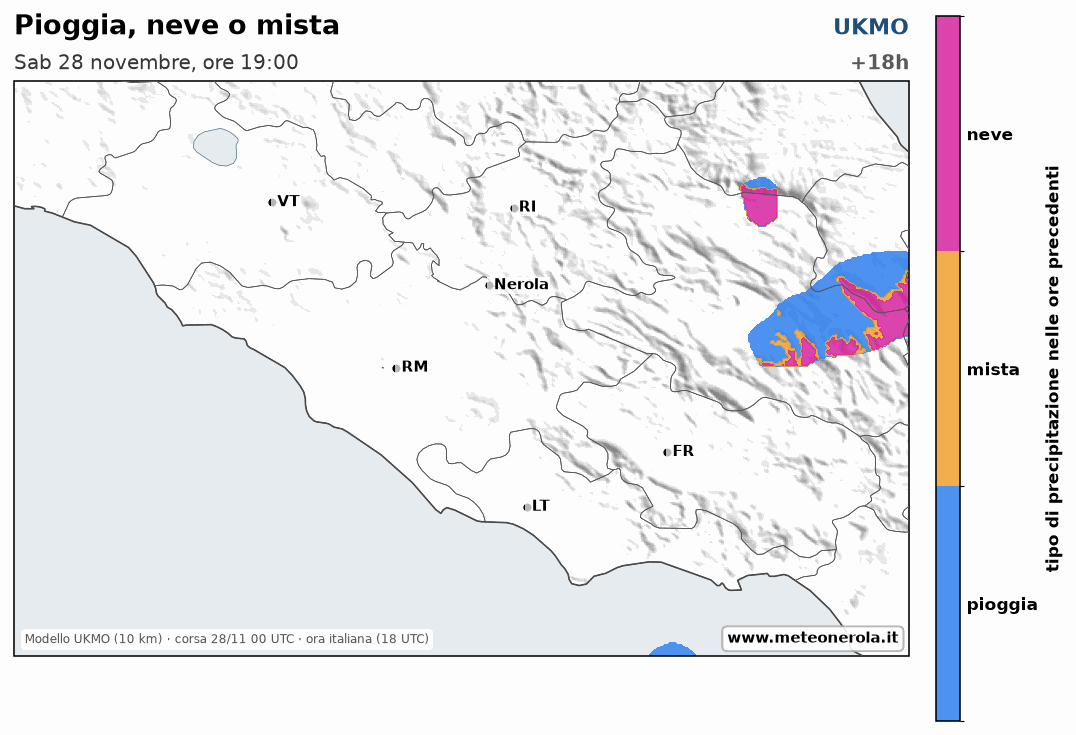 Pioggia, neve o mista
UKMO
Sab 28 novembre, ore 19:00
+18h
neve
VT
RI
Nerola
mista
RM
FR
LT
pioggia
tipo di precipitazione nelle ore precedenti
Modello UKMO (10 km) · corsa 28/11 00 UTC · ora italiana (18 UTC)
www.meteonerola.it